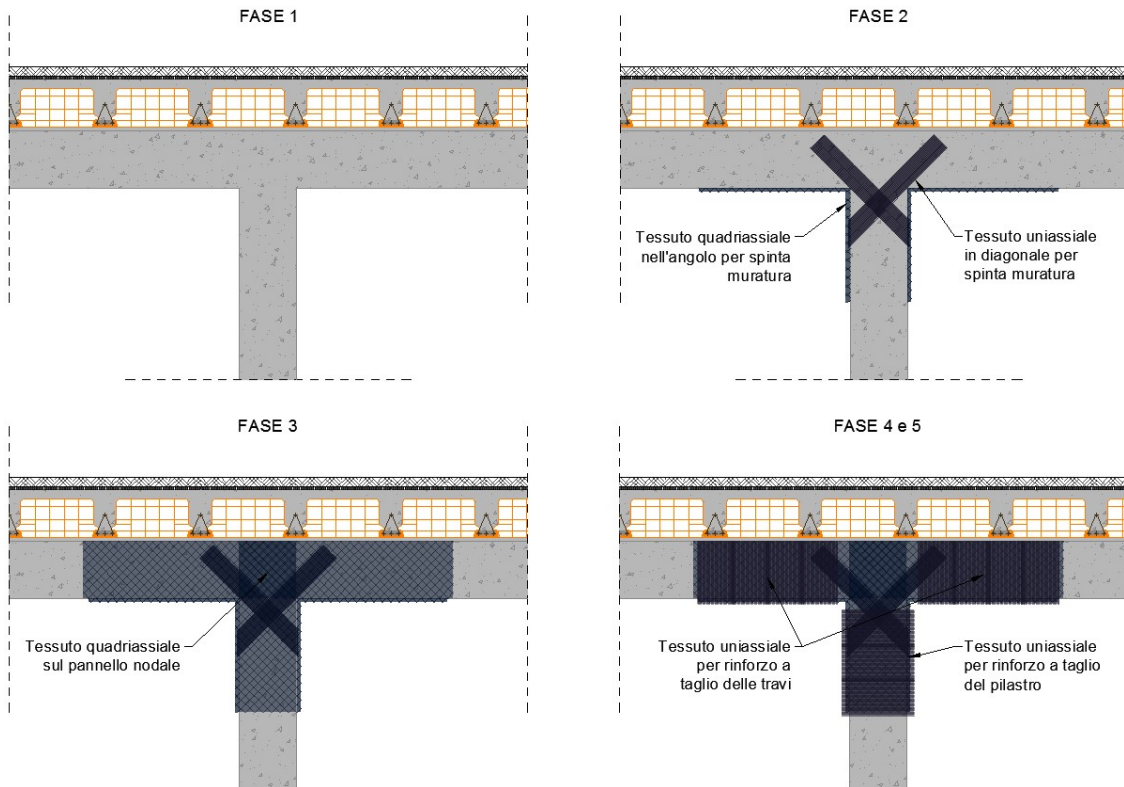 FASE 1
FASE 2
Tessuto quadriassiale
nell'angolo per spinta
muratura
Tessuto uniassiale
in diagonale per
spinta muratura
FASE 3
FASE 4 e 5
Tessuto quadriassiale
sul pannello nodale
Tessuto uniassiale
per rinforzo a
taglio delle travi
Tessuto uniassiale
per rinforzo a taglio
del pilastro